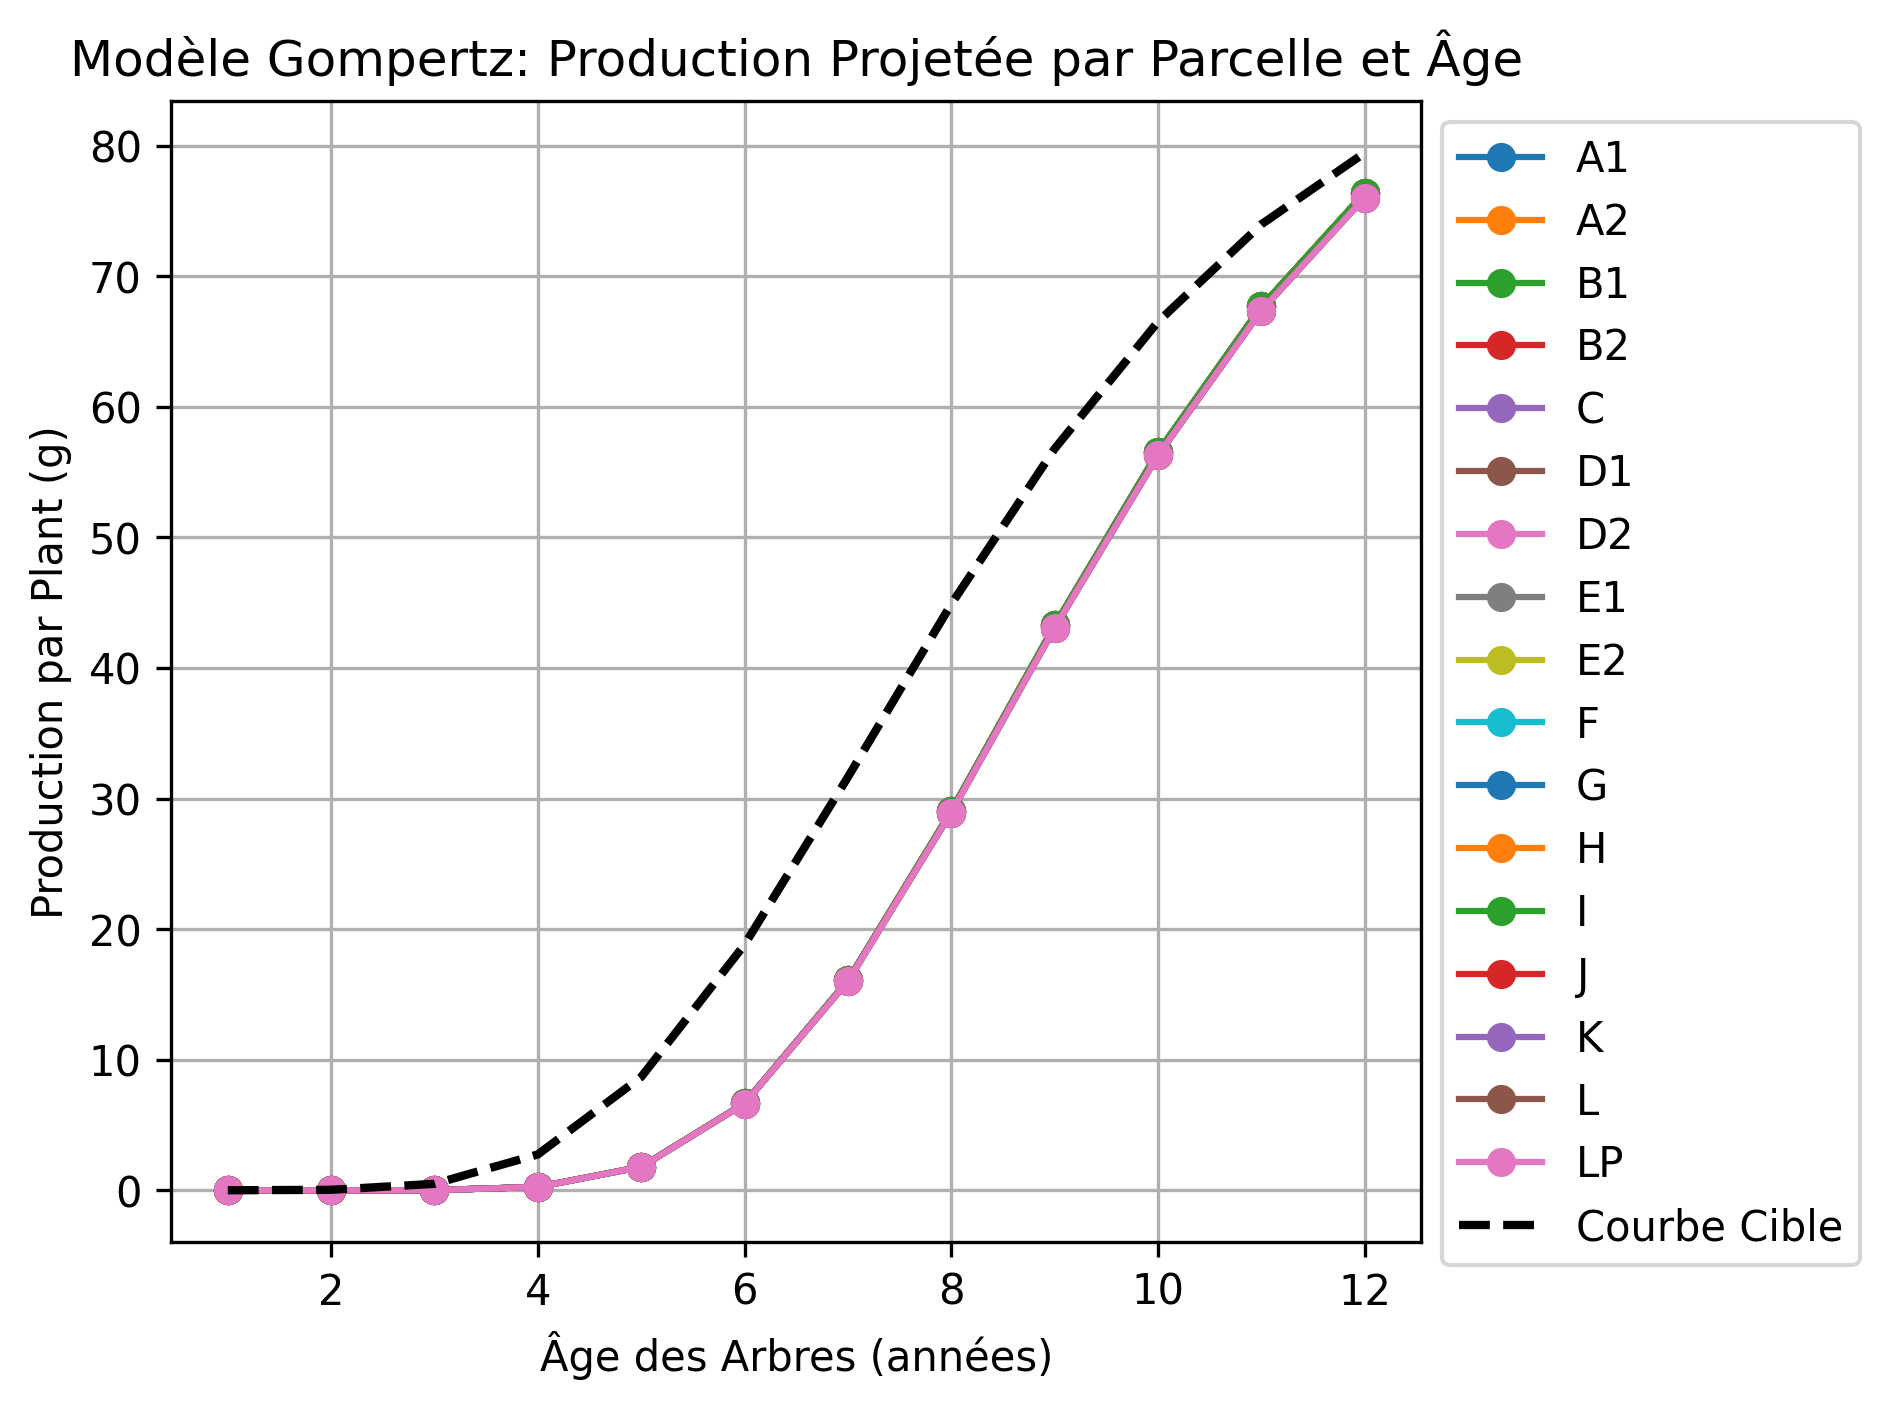 Modèle Gompertz: Production Projetée par Parcelle et Âge
Production par Plant (g)
80
70
60
50
40
30
20
10
0
2 4 6 8 10 12
Âge des Arbres (années)
A1
A2
B1
B2
C
D1
D2
E1
E2
F
G
H
I
J
K
L
LP
Courbe Cible